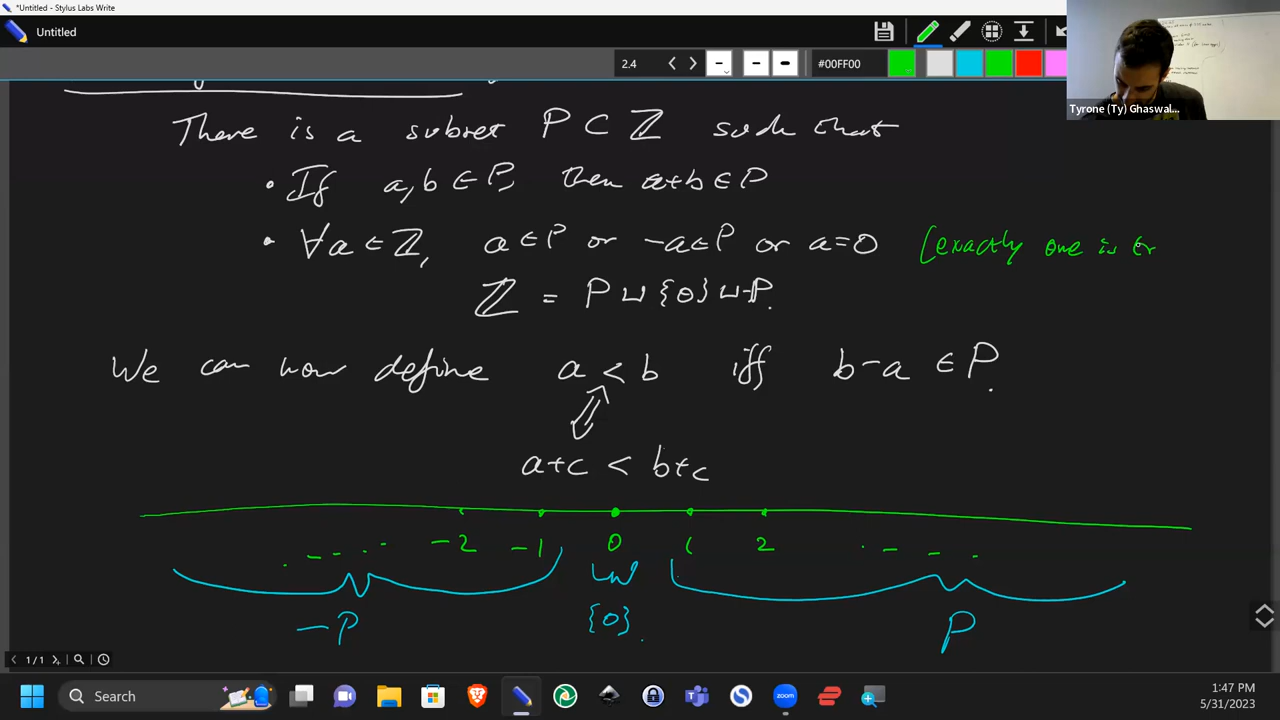 *Untitled - Stylus Labs Write
Untitled
2.4
#00FF00
Tyrone (Ty) Ghaswal...
There is a subset P ⊂ ℤ such that
• If a,b ∈ P, then a+b ∈ P
• ∀a ∈ ℤ, a ∈ P or -a ∈ P or a=0 (exactly one is tr
ℤ = P ⊔ {0} ⊔ -P.
We can now define a < b iff b-a ∈ P.
a+c < b+c
... -2 -1 0 1 2 ...
⊔ ⊔
-P {0}. P
1/1
Search
1:47 PM
5/31/2023